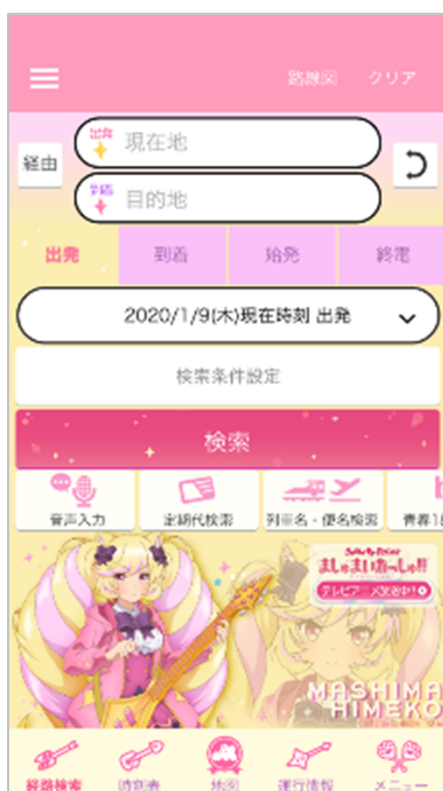 路線図 クリア
経由
出発
現在地
到着
目的地
出発 到着 始発 終電
2020/1/9(木)現在時刻 出発
検索条件設定
検索
音声入力 定期代検索 列車名・便名検索 青春18
SHOW BY ROCK!!
ましゅまいれっしゅ!!
テレビアニメ放送中!!
MASHIMA
HIMEKO
経路検索 時刻表 地図 運行情報 メニュー